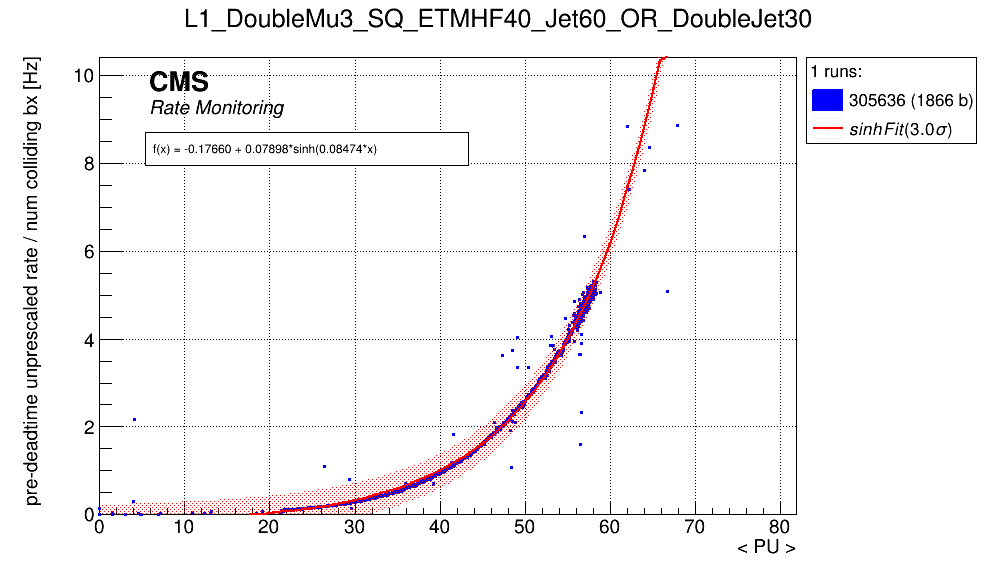 L1_DoubleMu3_SQ_ETMHF40_Jet60_OR_DoubleJet30
pre-deadtime unprescaled rate / num colliding bx [Hz]
10
8
6
4
2
0
CMS
Rate Monitoring
f(x) = -0.17660 + 0.07898*sinh(0.08474*x)
1 runs:
305636 (1866 b)
sinhFit(3.0σ)
0 10 20 30 40 50 60 70 80
< PU >